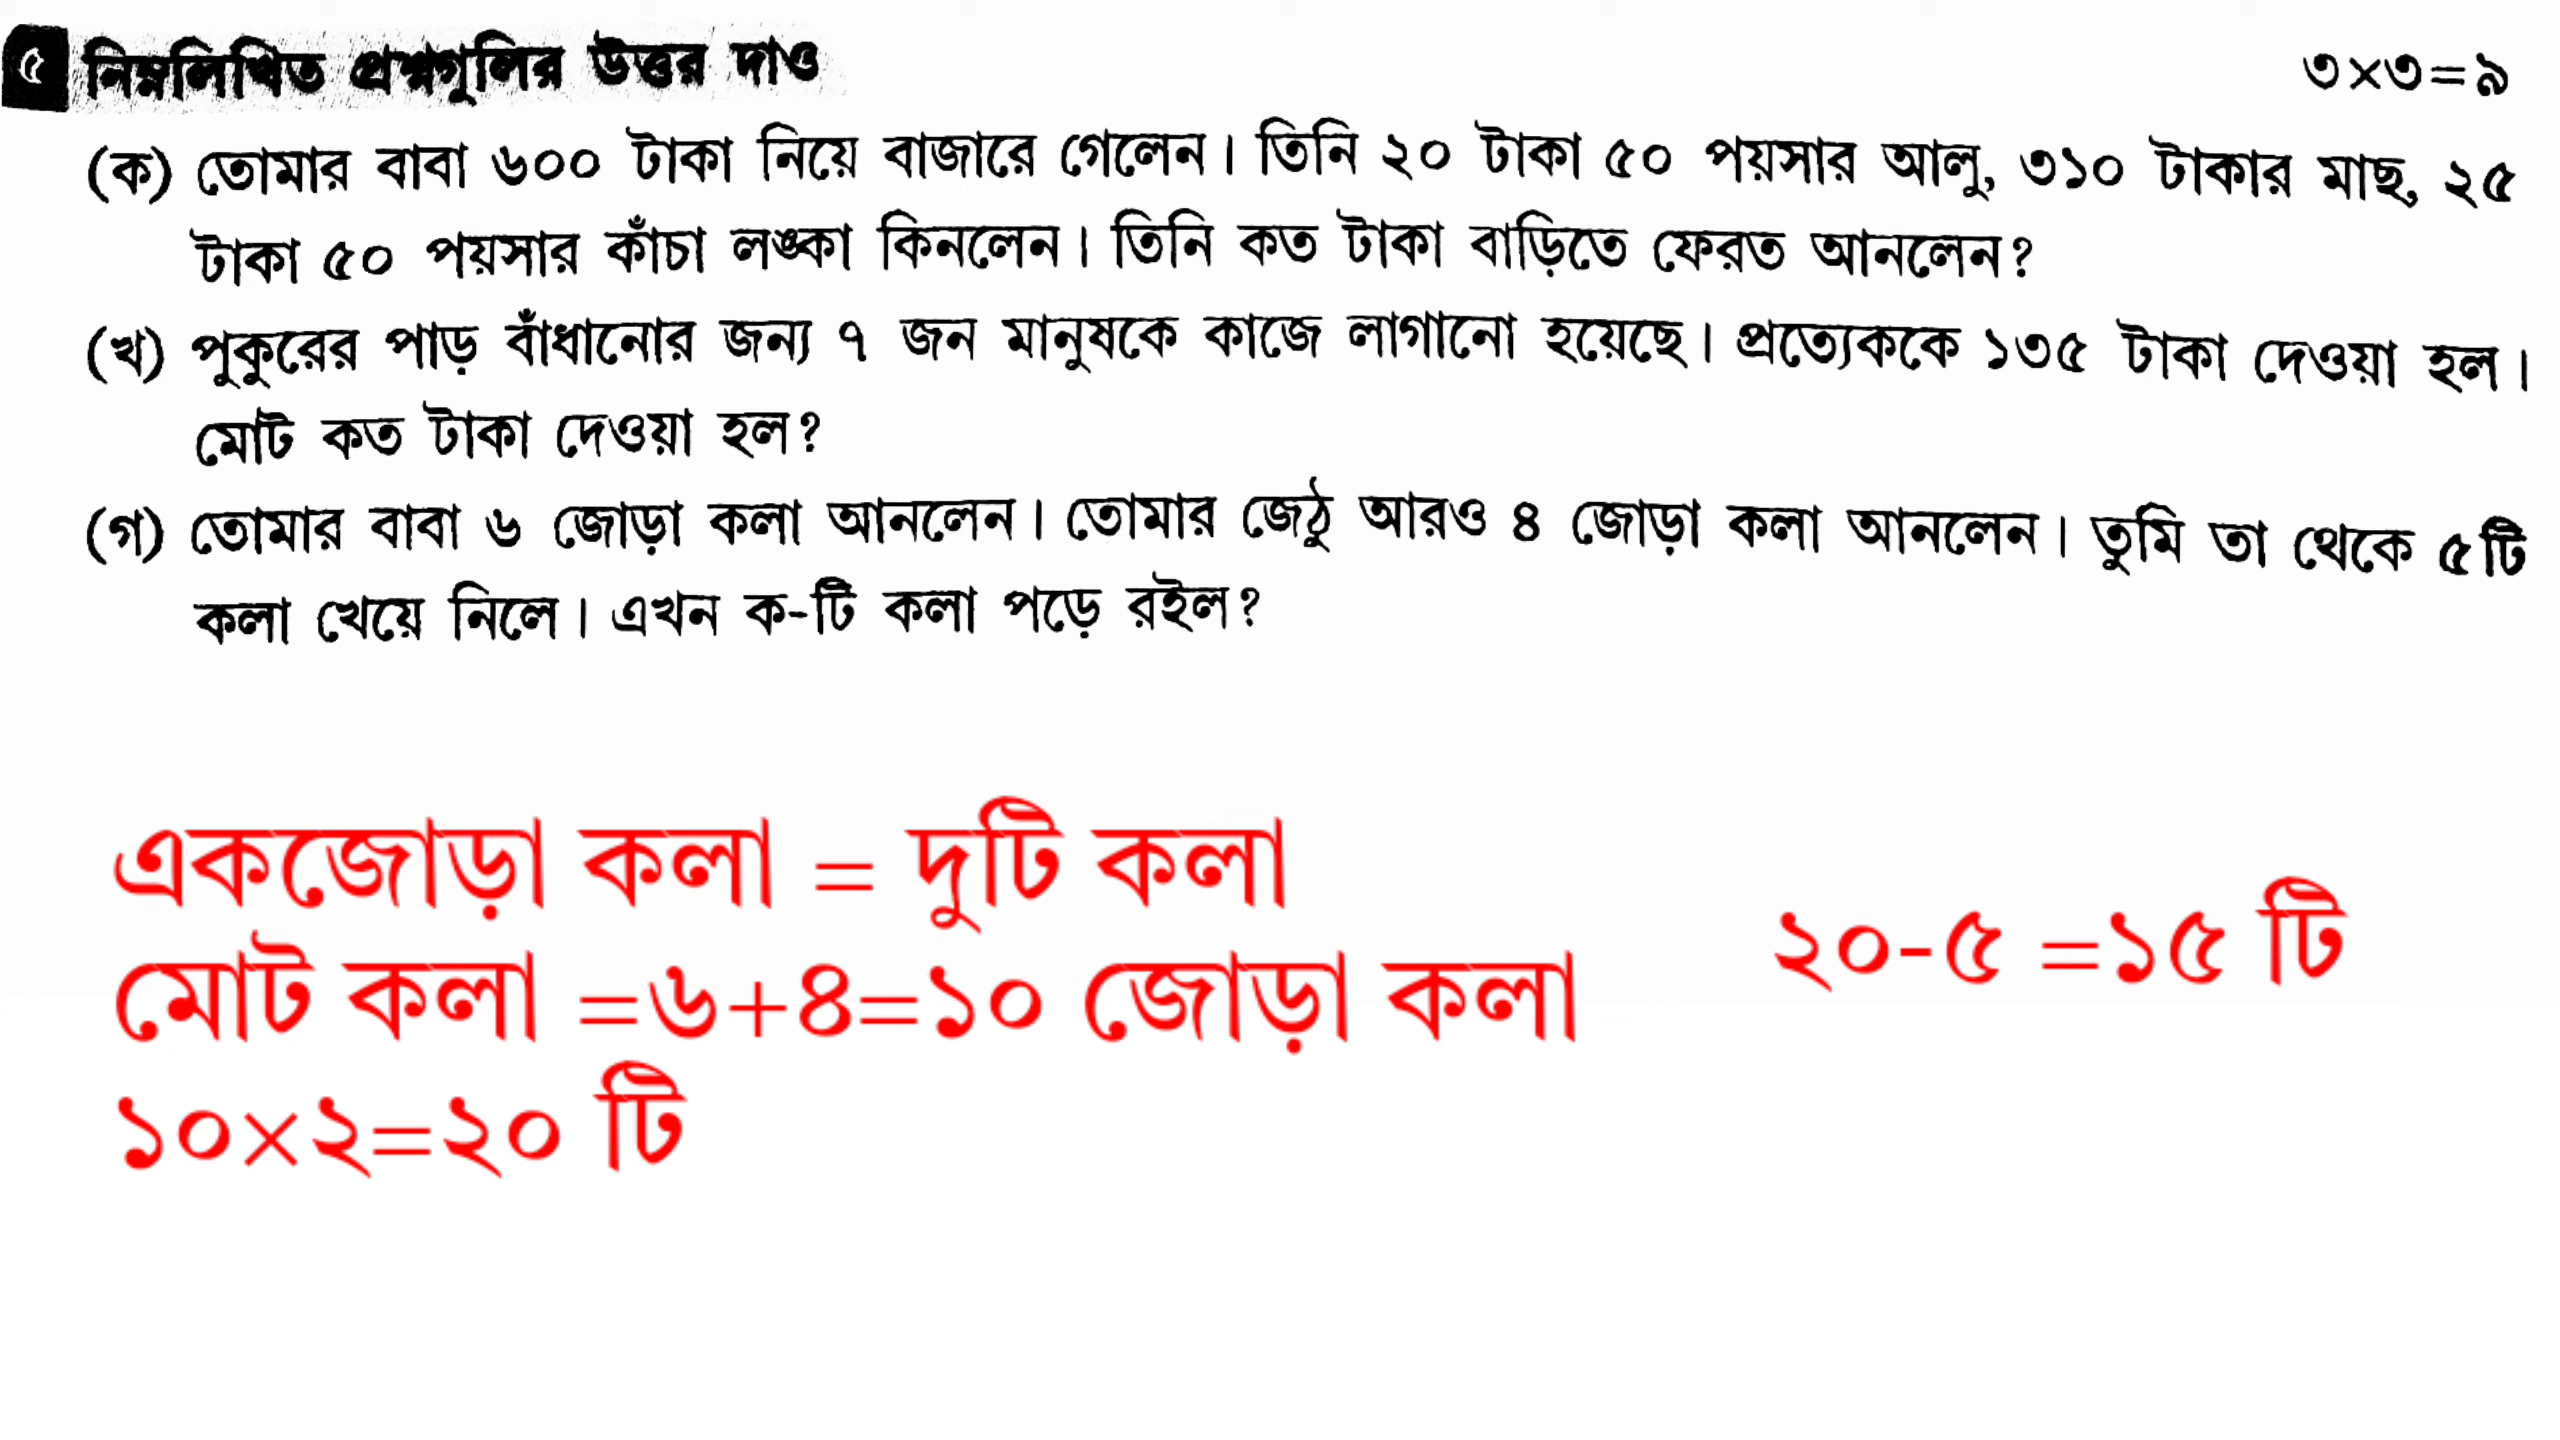 ৫ নিম্নলিখিত প্রশ্নগুলির উত্তর দাও ৩×৩=৯
(ক) তোমার বাবা ৬০০ টাকা নিয়ে বাজারে গেলেন। তিনি ২০ টাকা ৫০ পয়সার আলু, ৩১০ টাকার মাছ, ২৫
টাকা ৫০ পয়সার কাঁচা লঙ্কা কিনলেন। তিনি কত টাকা বাড়িতে ফেরত আনলেন?
(খ) পুকুরের পাড় বাঁধানোর জন্য ৭ জন মানুষকে কাজে লাগানো হয়েছে। প্রত্যেককে ১৩৫ টাকা দেওয়া হল।
মোট কত টাকা দেওয়া হল?
(গ) তোমার বাবা ৬ জোড়া কলা আনলেন। তোমার জেঠু আরও ৪ জোড়া কলা আনলেন। তুমি তা থেকে ৫টি
কলা খেয়ে নিলে। এখন ক-টি কলা পড়ে রইল?
একজোড়া কলা = দুটি কলা
মোট কলা =৬+৪=১০ জোড়া কলা
১০×২=২০ টি
২০-৫ =১৫ টি